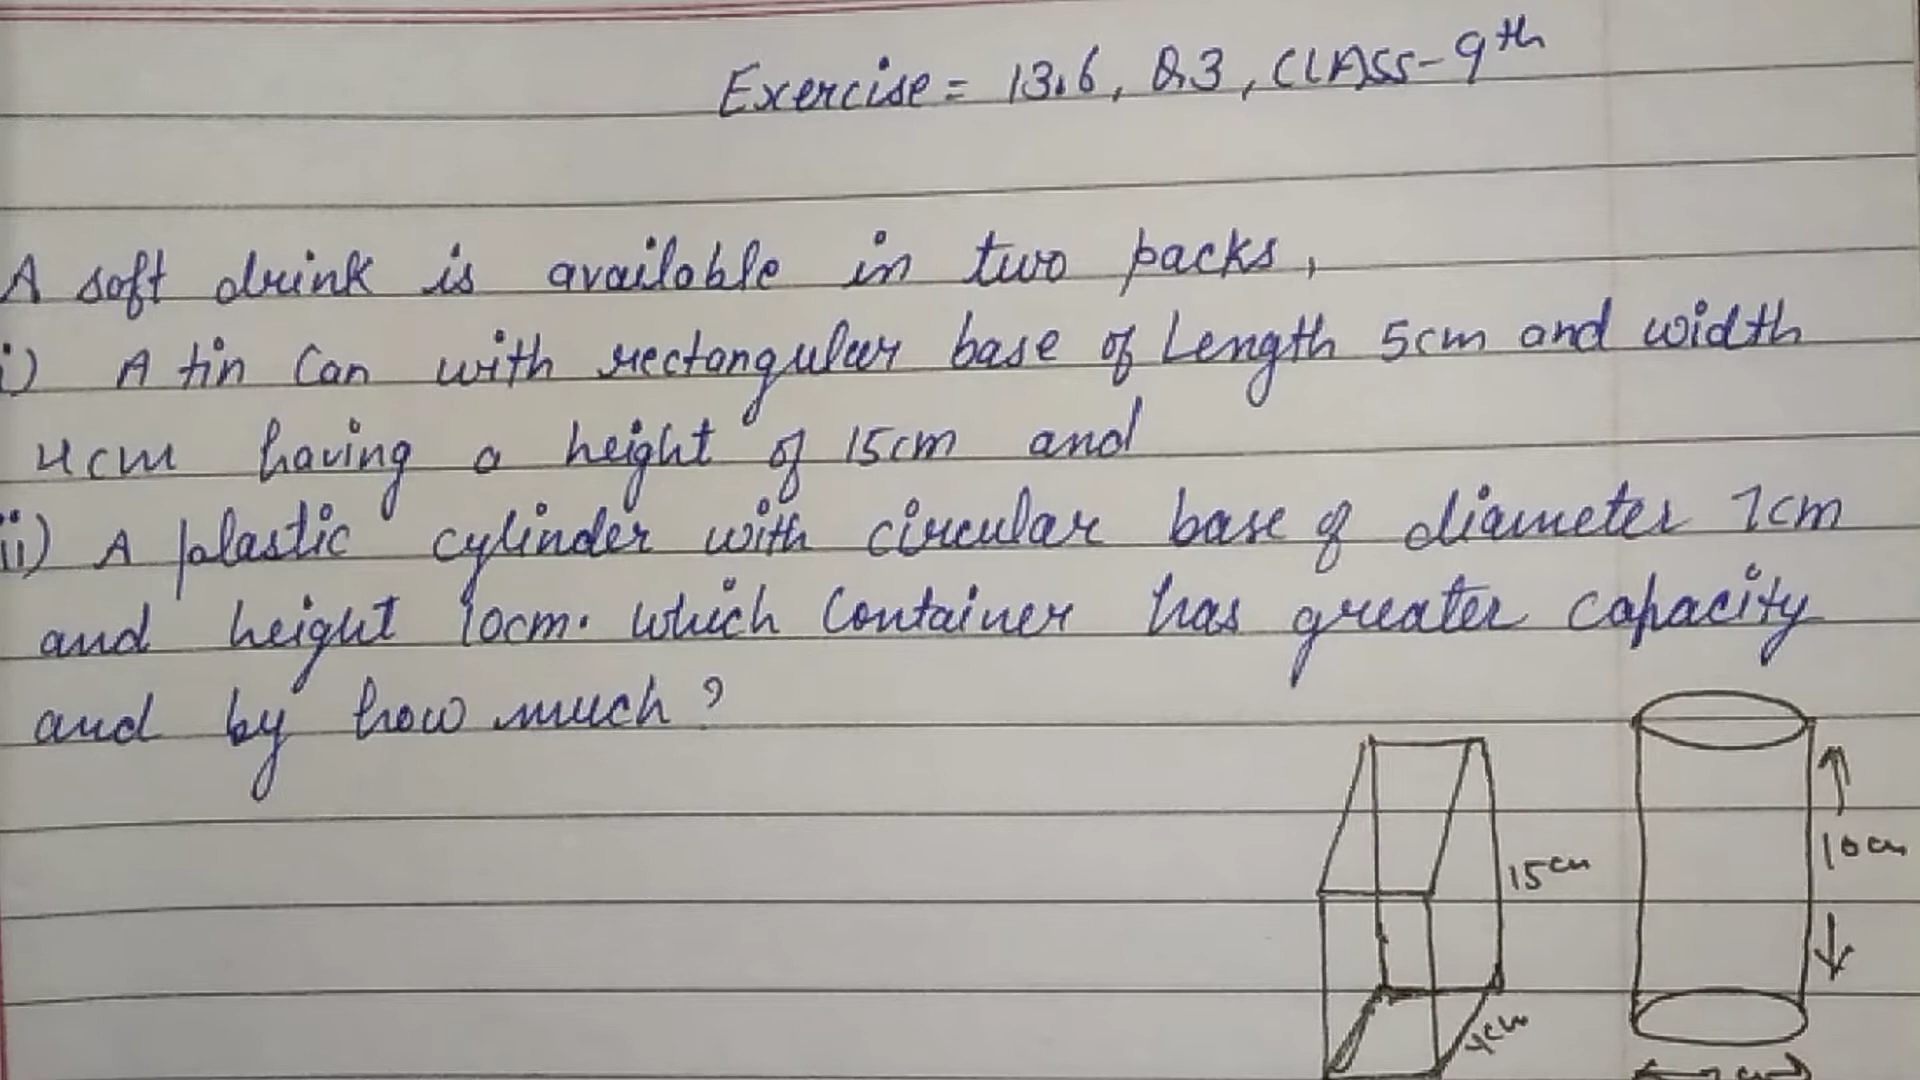 Exercise = 13.6, Q.3, CLASS-9th
A soft drink is available in two packs,
i) A tin Can with rectangular base of Length 5cm and width
4cm having a height of 15cm and
ii) A plastic cylinder with circular base of diameter 7cm
and height 10cm. which Container has greater capacity
and by how much?
15cm
10cm
4cm
7cm